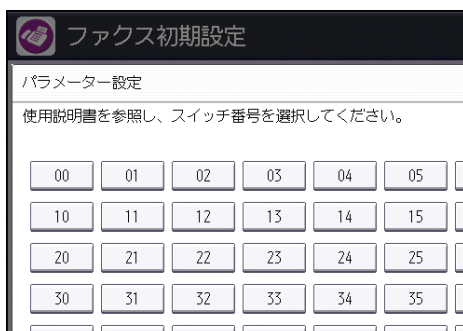 ファクス初期設定
パラメーター設定
使用説明書を参照し、スイッチ番号を選択してください。
00 01 02 03 04 05
10 11 12 13 14 15
20 21 22 23 24 25
30 31 32 33 34 35